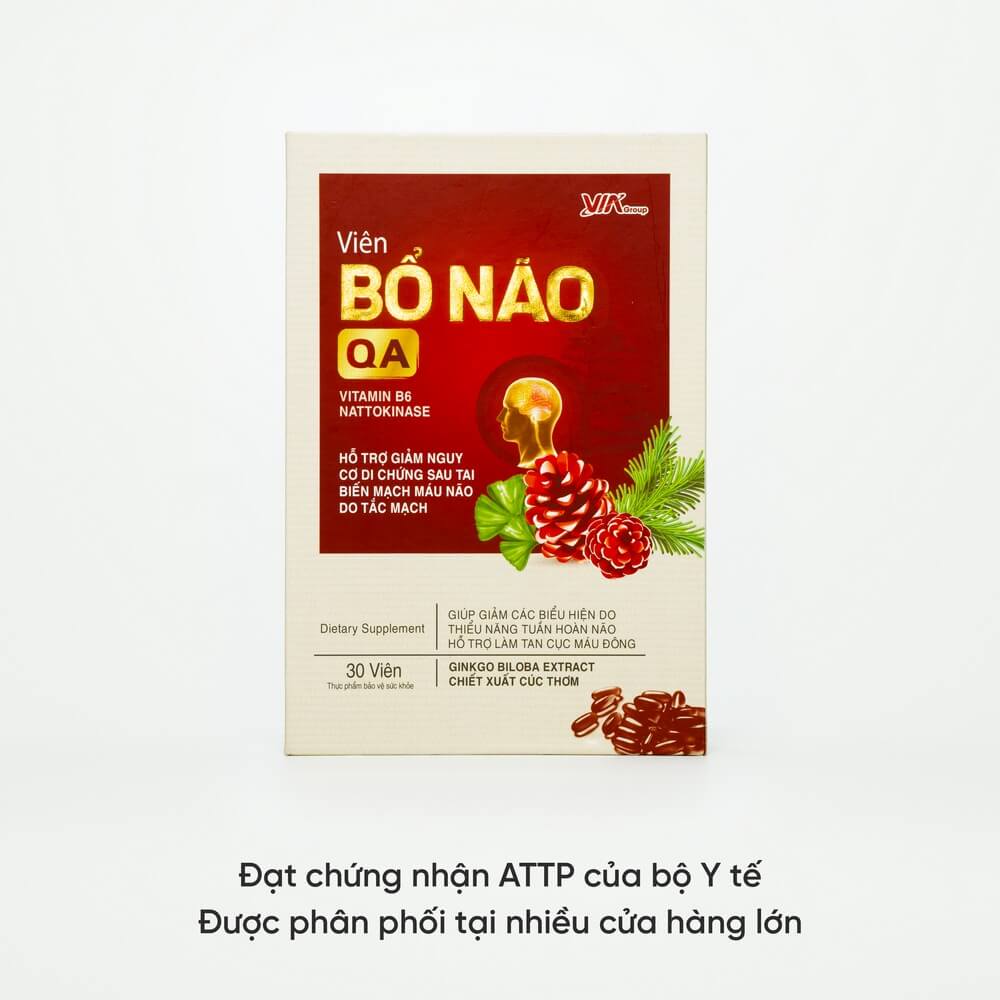 VIA Group
Viên
BỔ NÃO
QA
VITAMIN B6
NATTOKINASE
HỖ TRỢ GIẢM NGUY
CƠ DI CHỨNG SAU TAI
BIẾN MẠCH MÁU NÃO
DO TẮC MẠCH
Dietary Supplement
GIÚP GIẢM CÁC BIỂU HIỆN DO
THIỂU NĂNG TUẦN HOÀN NÃO
HỖ TRỢ LÀM TAN CỤC MÁU ĐÔNG
30 Viên
Thực phẩm bảo vệ sức khỏe
GINKGO BILOBA EXTRACT
CHIẾT XUẤT CÚC THƠM
Đạt chứng nhận ATTP của bộ Y tế
Được phân phối tại nhiều cửa hàng lớn